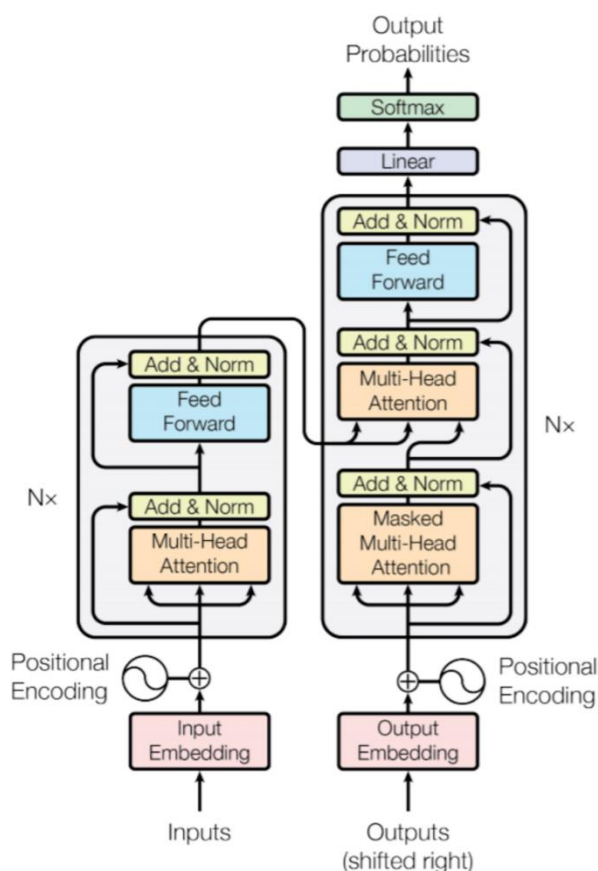 Output
Probabilities
Softmax
Linear
Add & Norm
Feed
Forward
Add & Norm
Multi-Head
Attention
Add & Norm
Masked
Multi-Head
Attention
Nx
Add & Norm
Feed
Forward
Nx
Add & Norm
Multi-Head
Attention
Positional
Encoding
Positional
Encoding
Input
Embedding
Output
Embedding
Inputs
Outputs
(shifted right)